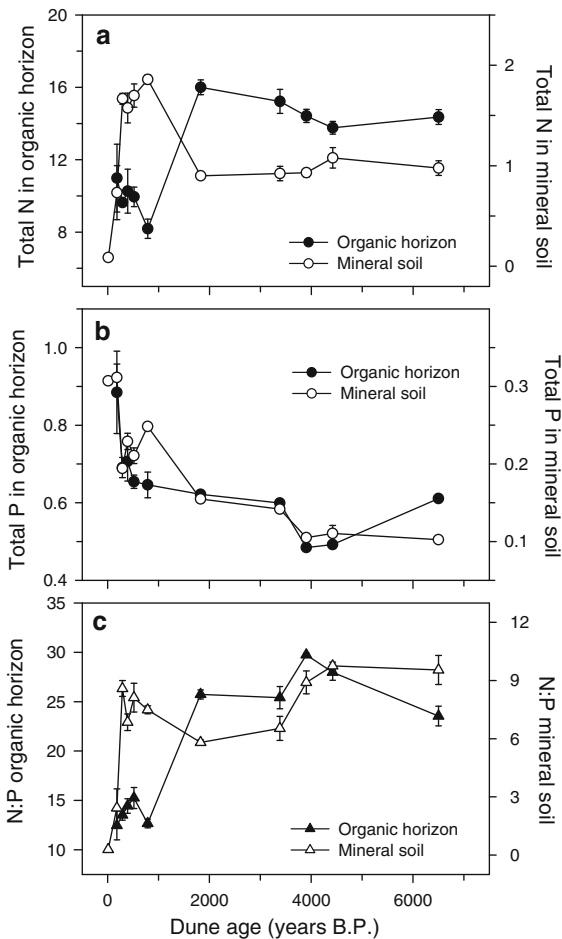 a
20
16
12
8
Total N in organic horizon
2
1
0
Total N in mineral soil
Organic horizon
Mineral soil
b
1.0
0.8
0.6
0.4
Total P in organic horizon
0.3
0.2
0.1
Total P in mineral soil
Organic horizon
Mineral soil
c
35
30
25
20
15
10
N:P organic horizon
12
9
6
3
0
N:P mineral soil
Organic horizon
Mineral soil
0 2000 4000 6000
Dune age (years B.P.)